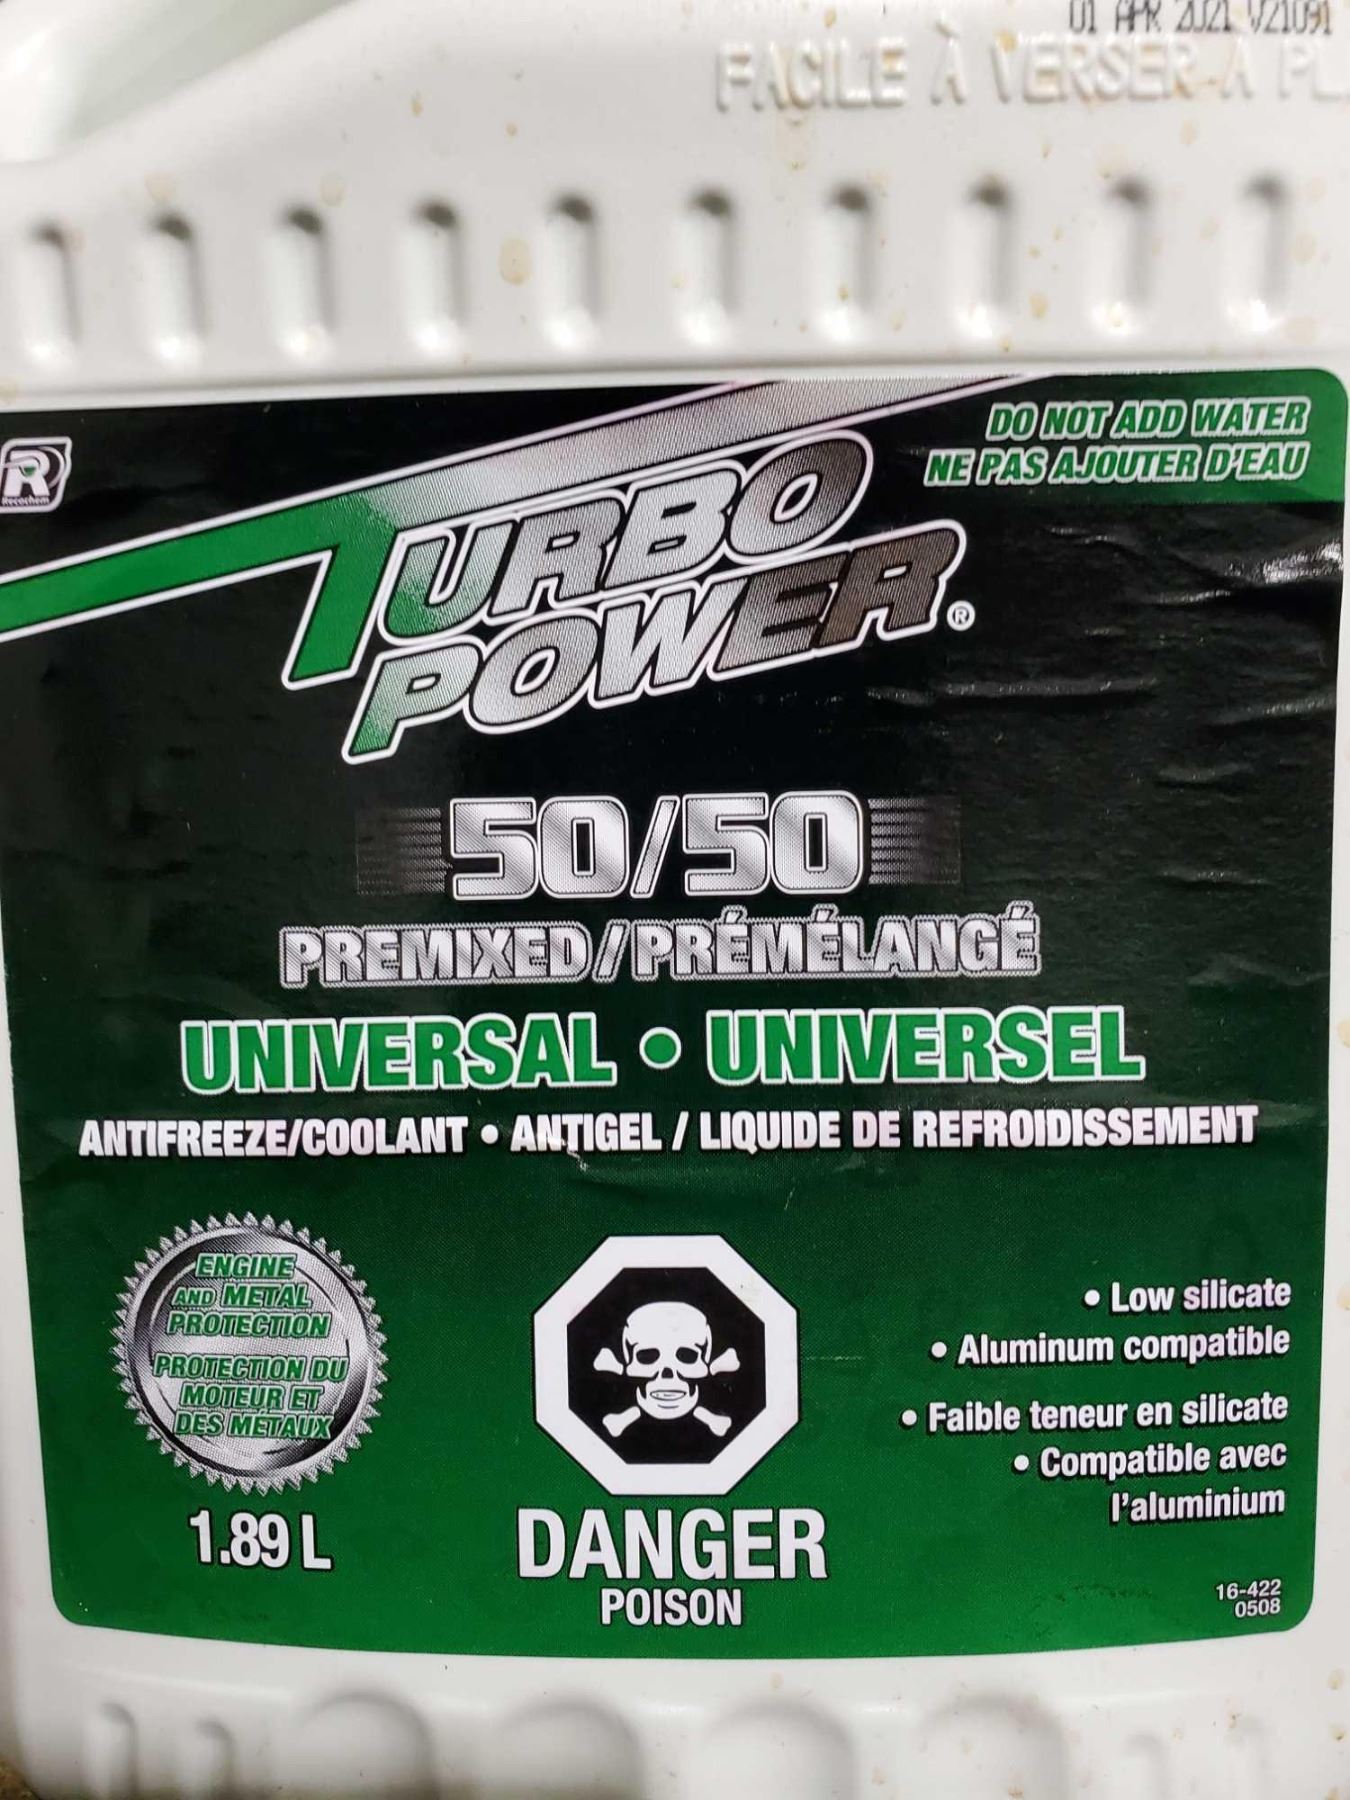 01 APR 2021 V21091
FACILE À VERSER À
DO NOT ADD WATER
NE PAS AJOUTER D'EAU
R
Recochem
TURBO
POWER®
50/50
PREMIXED/PRÉMÉLANGÉ
UNIVERSAL • UNIVERSEL
ANTIFREEZE/COOLANT • ANTIGEL / LIQUIDE DE REFROIDISSEMENT
ENGINE
AND METAL
PROTECTION
PROTECTION DU
MOTEUR ET
DES MÉTAUX
1.89 L
DANGER
POISON
• Low silicate
• Aluminum compatible
• Faible teneur en silicate
• Compatible avec
l'aluminium
16-422
0508